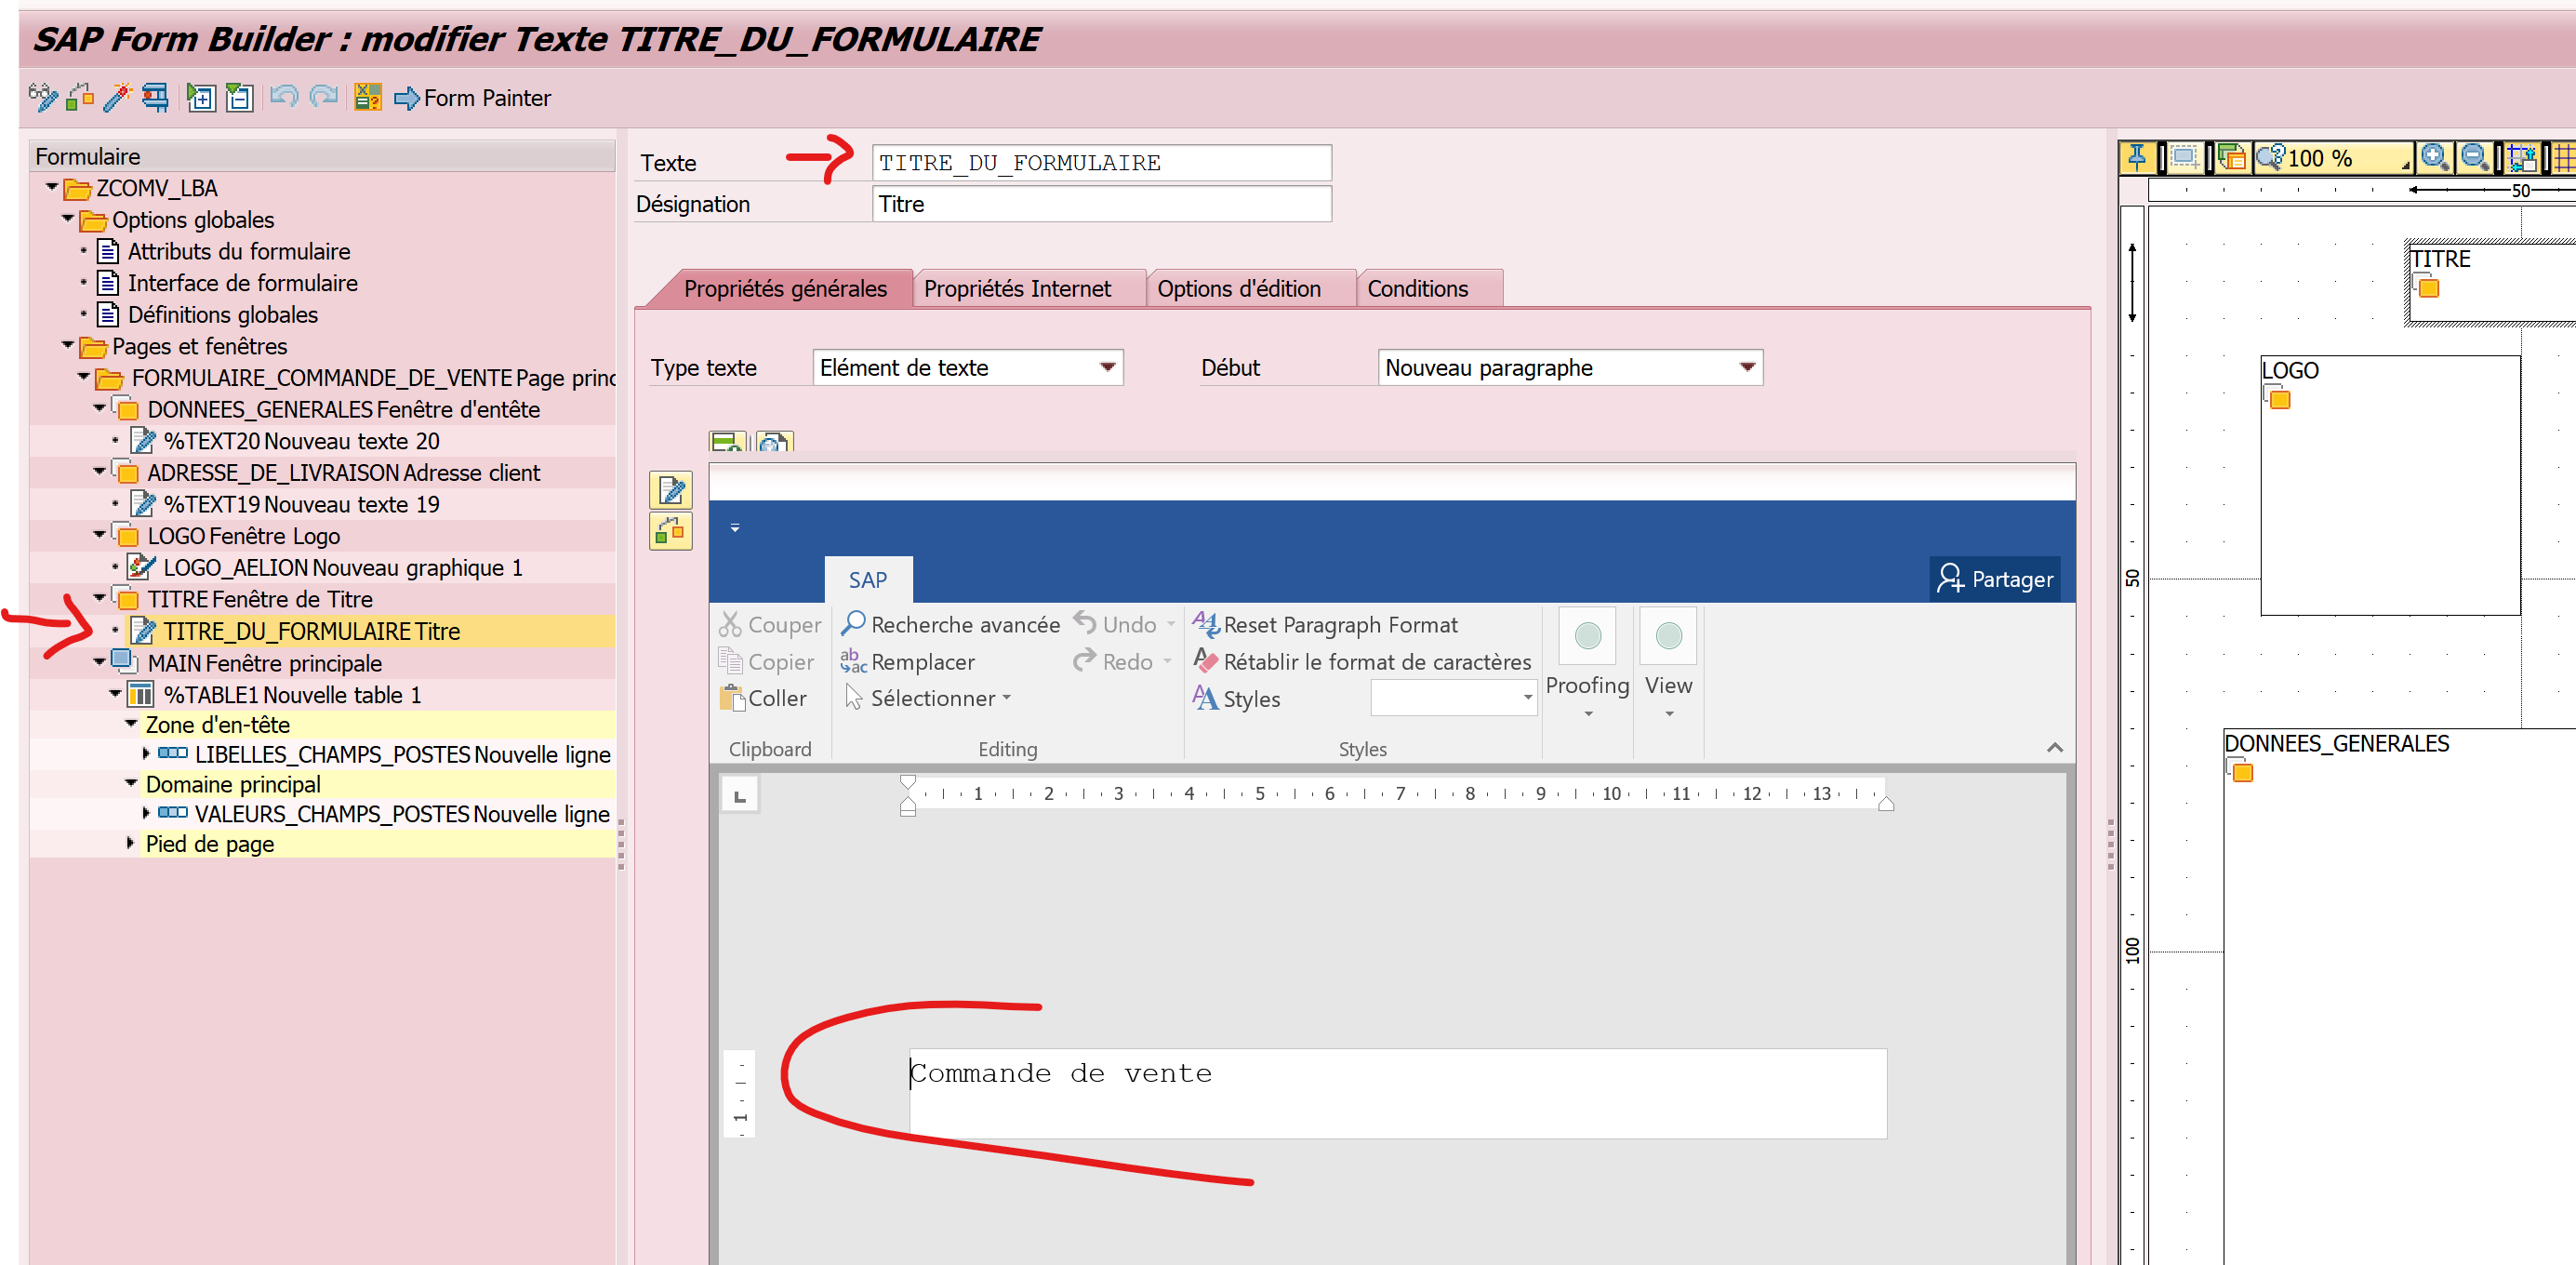 SAP Form Builder : modifier Texte TITRE_DU_FORMULAIRE
Form Painter
Formulaire
ZCOMV_LBA
Options globales
Attributs du formulaire
Interface de formulaire
Définitions globales
Pages et fenêtres
FORMULAIRE_COMMANDE_DE_VENTE Page princ
DONNEES_GENERALES Fenêtre d'entête
%TEXT20 Nouveau texte 20
ADRESSE_DE_LIVRAISON Adresse client
%TEXT19 Nouveau texte 19
LOGO Fenêtre Logo
LOGO_AELION Nouveau graphique 1
TITRE Fenêtre de Titre
TITRE_DU_FORMULAIRE Titre
MAIN Fenêtre principale
%TABLE1 Nouvelle table 1
Zone d'en-tête
LIBELLES_CHAMPS_POSTES Nouvelle ligne
Domaine principal
VALEURS_CHAMPS_POSTES Nouvelle ligne
Pied de page
Texte TITRE_DU_FORMULAIRE
Désignation Titre
Propriétés générales Propriétés Internet Options d'édition Conditions
Type texte Elément de texte Début Nouveau paragraphe
SAP Partager
Couper Recherche avancée Undo Reset Paragraph Format
Copier Remplacer Redo Rétablir le format de caractères
Coller Sélectionner Styles Proofing View
Clipboard Editing Styles
1 2 3 4 5 6 7 8 9 10 11 12 13
Commande de vente
1
100 %
50
TITRE
LOGO
50
DONNEES_GENERALES
100